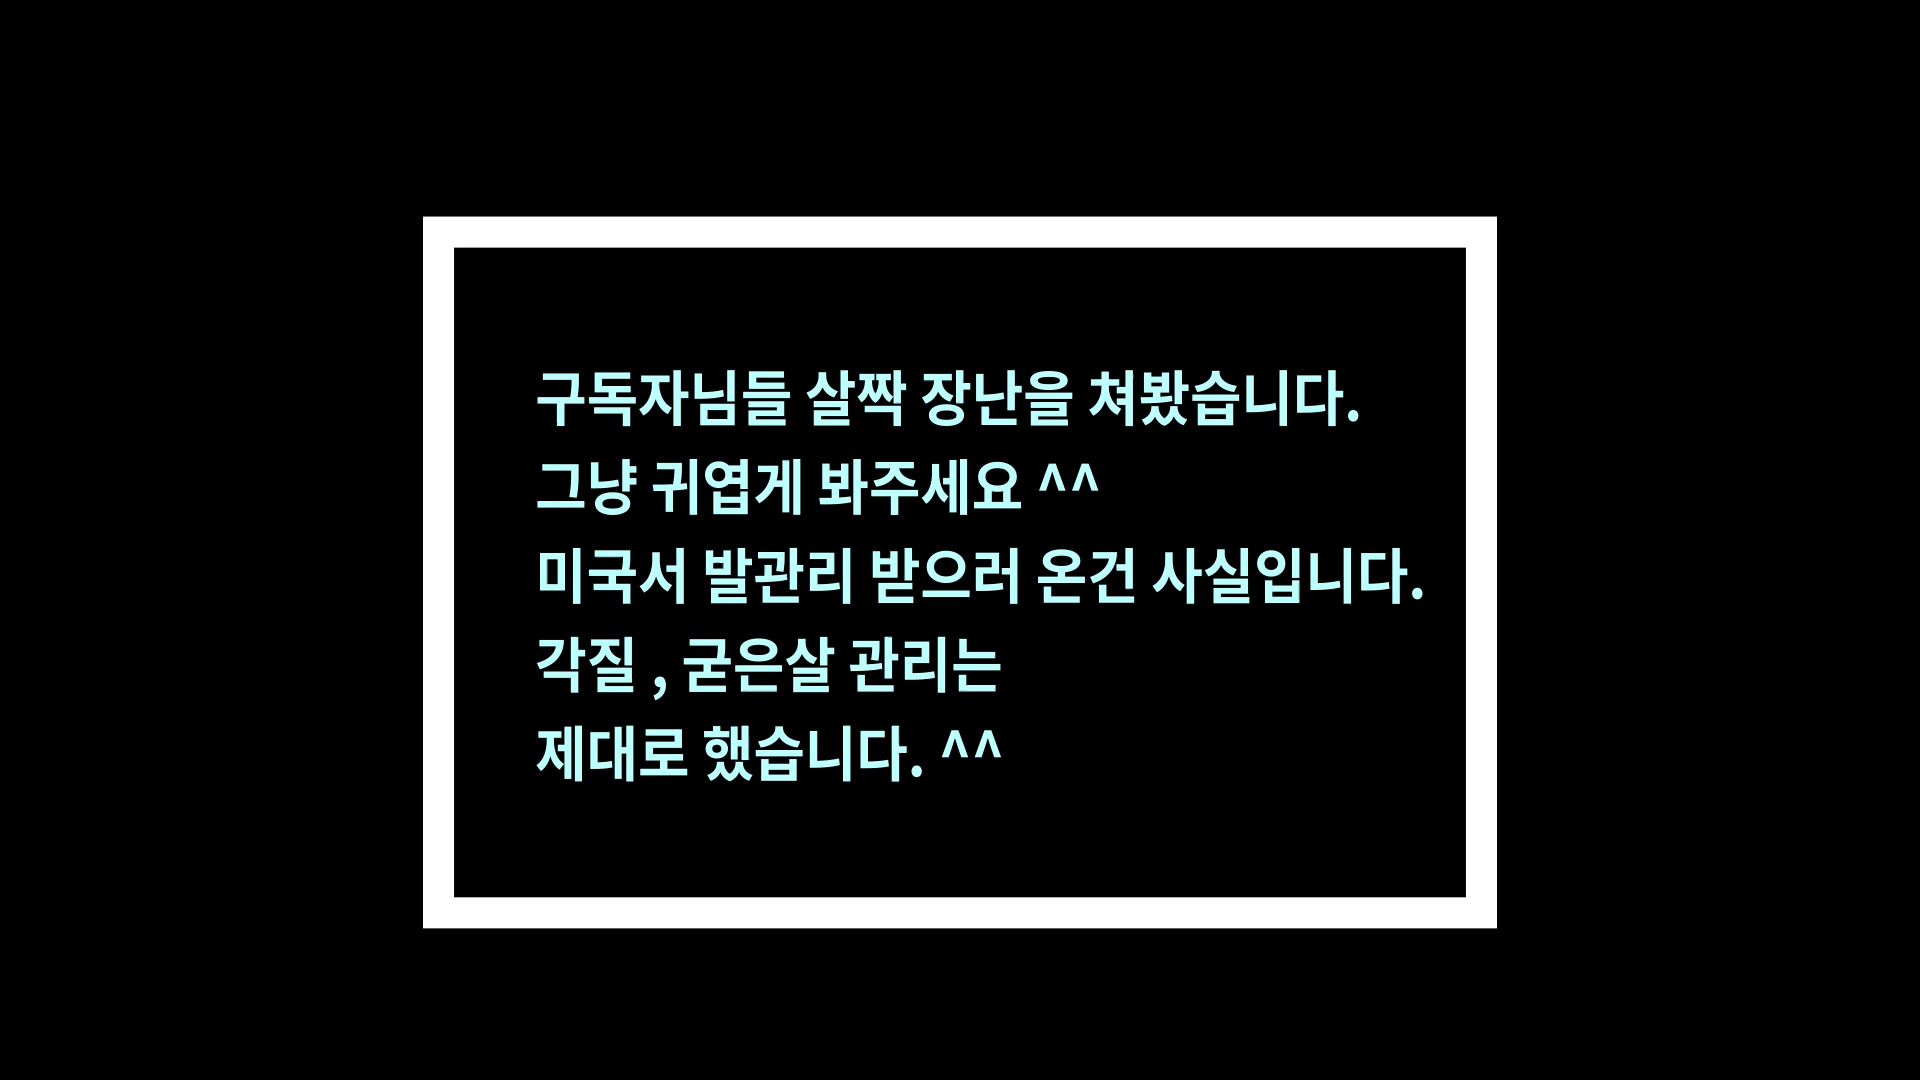 구독자님들 살짝 장난을 쳐봤습니다.
그냥 귀엽게 봐주세요 ^^
미국서 발관리 받으러 온건 사실입니다.
각질 , 굳은살 관리는
제대로 했습니다. ^^